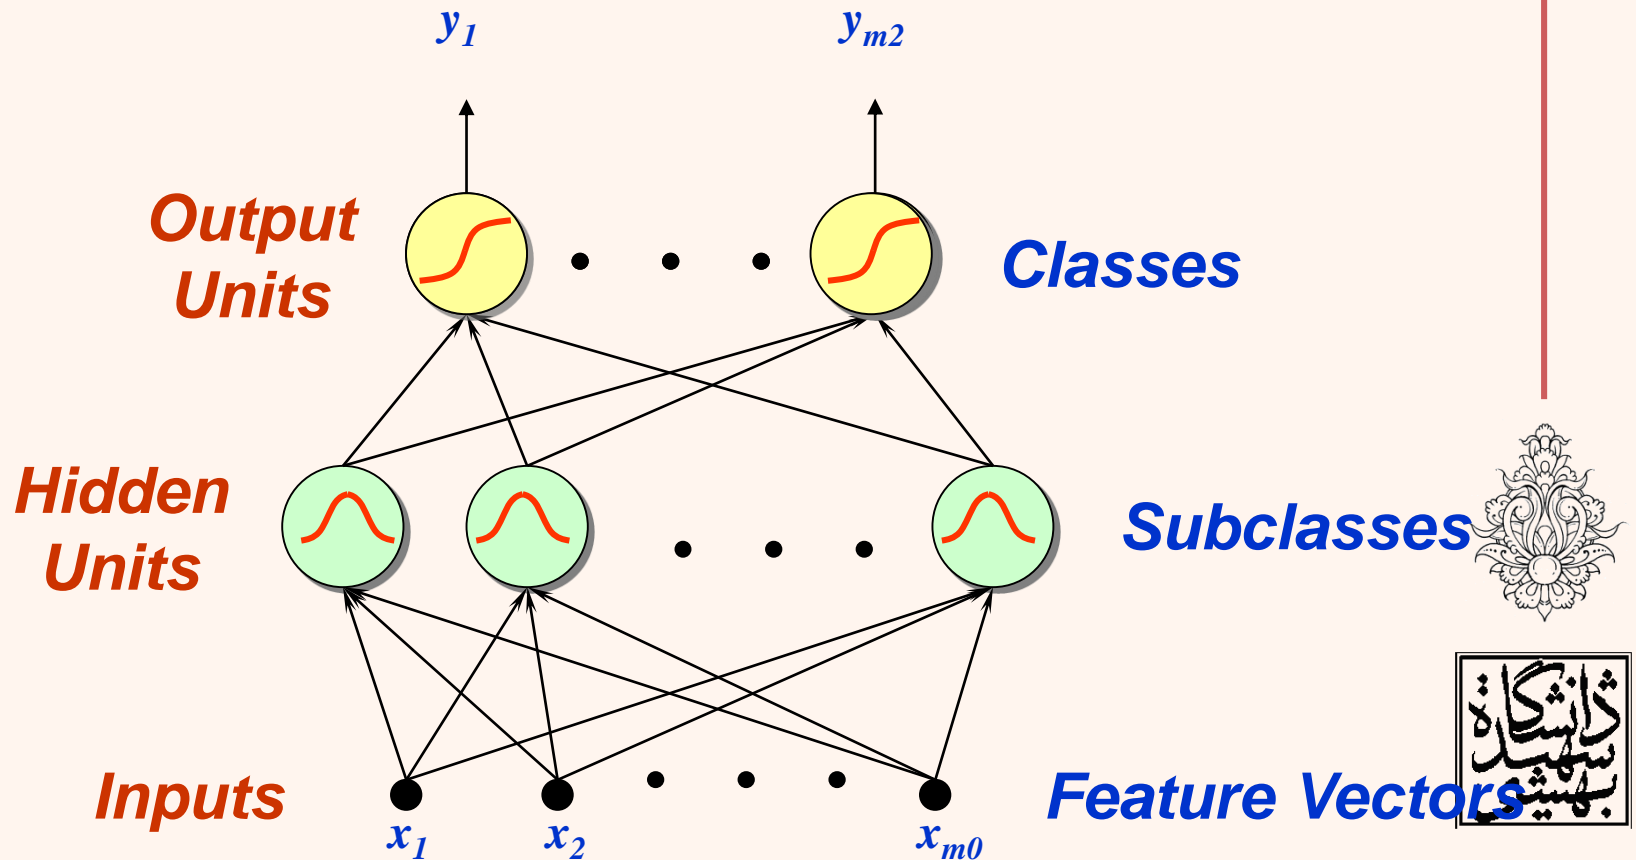 y1
ym2
Output
Units
Classes
Hidden
Units
Subclasses
Inputs
Feature Vectors
x1
x2
xm0
دانشگاه
شهید
بهشتی